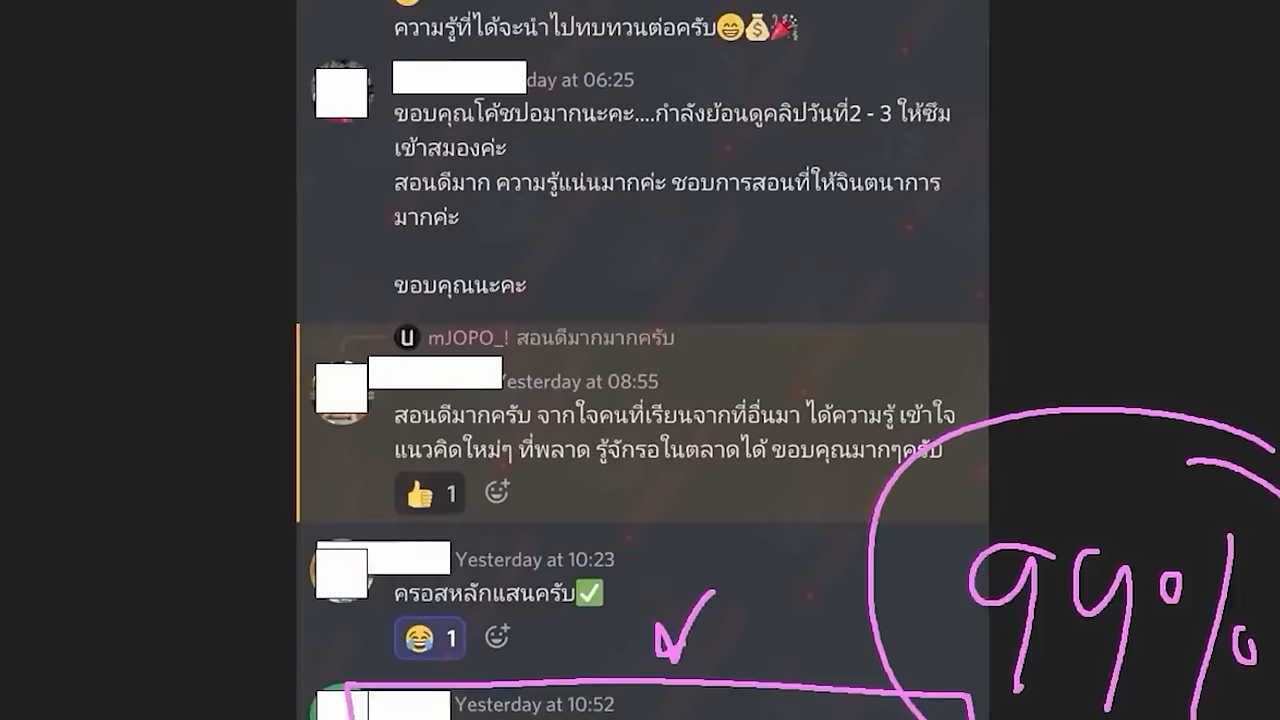 ความรู้ที่ได้จะนำไปทบทวนต่อครับ😁💰🎉
day at 06:25
ขอบคุณโค้ชปอมากนะคะ....กำลังย้อนดูคลิปวันที่2 - 3 ให้ซึม
เข้าสมองค่ะ
สอนดีมาก ความรู้แน่นมากค่ะ ชอบการสอนที่ให้จินตนาการ
มากค่ะ
ขอบคุณนะคะ
U mJOPO_! สอนดีมากมากครับ
Yesterday at 08:55
สอนดีมากครับ จากใจคนที่เรียนจากที่อื่นมา ได้ความรู้ เข้าใจ
แนวคิดใหม่ๆ ที่พลาด รู้จักรอในตลาดได้ ขอบคุณมากๆครับ
👍 1
Yesterday at 10:23
ครอสหลักแสนครับ✅
😂 1
99%
Yesterday at 10:52